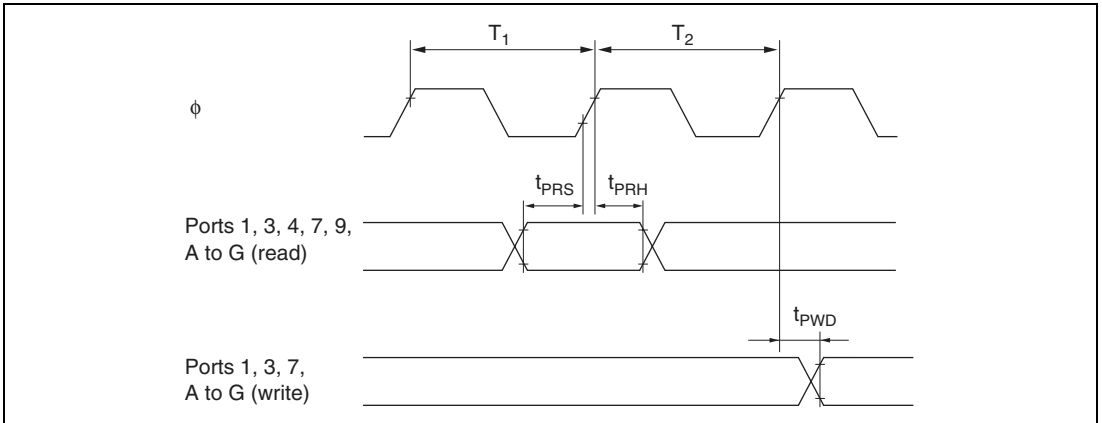 T1 T2
ϕ
tPRS tPRH
Ports 1, 3, 4, 7, 9,
A to G (read)
tPWD
Ports 1, 3, 7,
A to G (write)